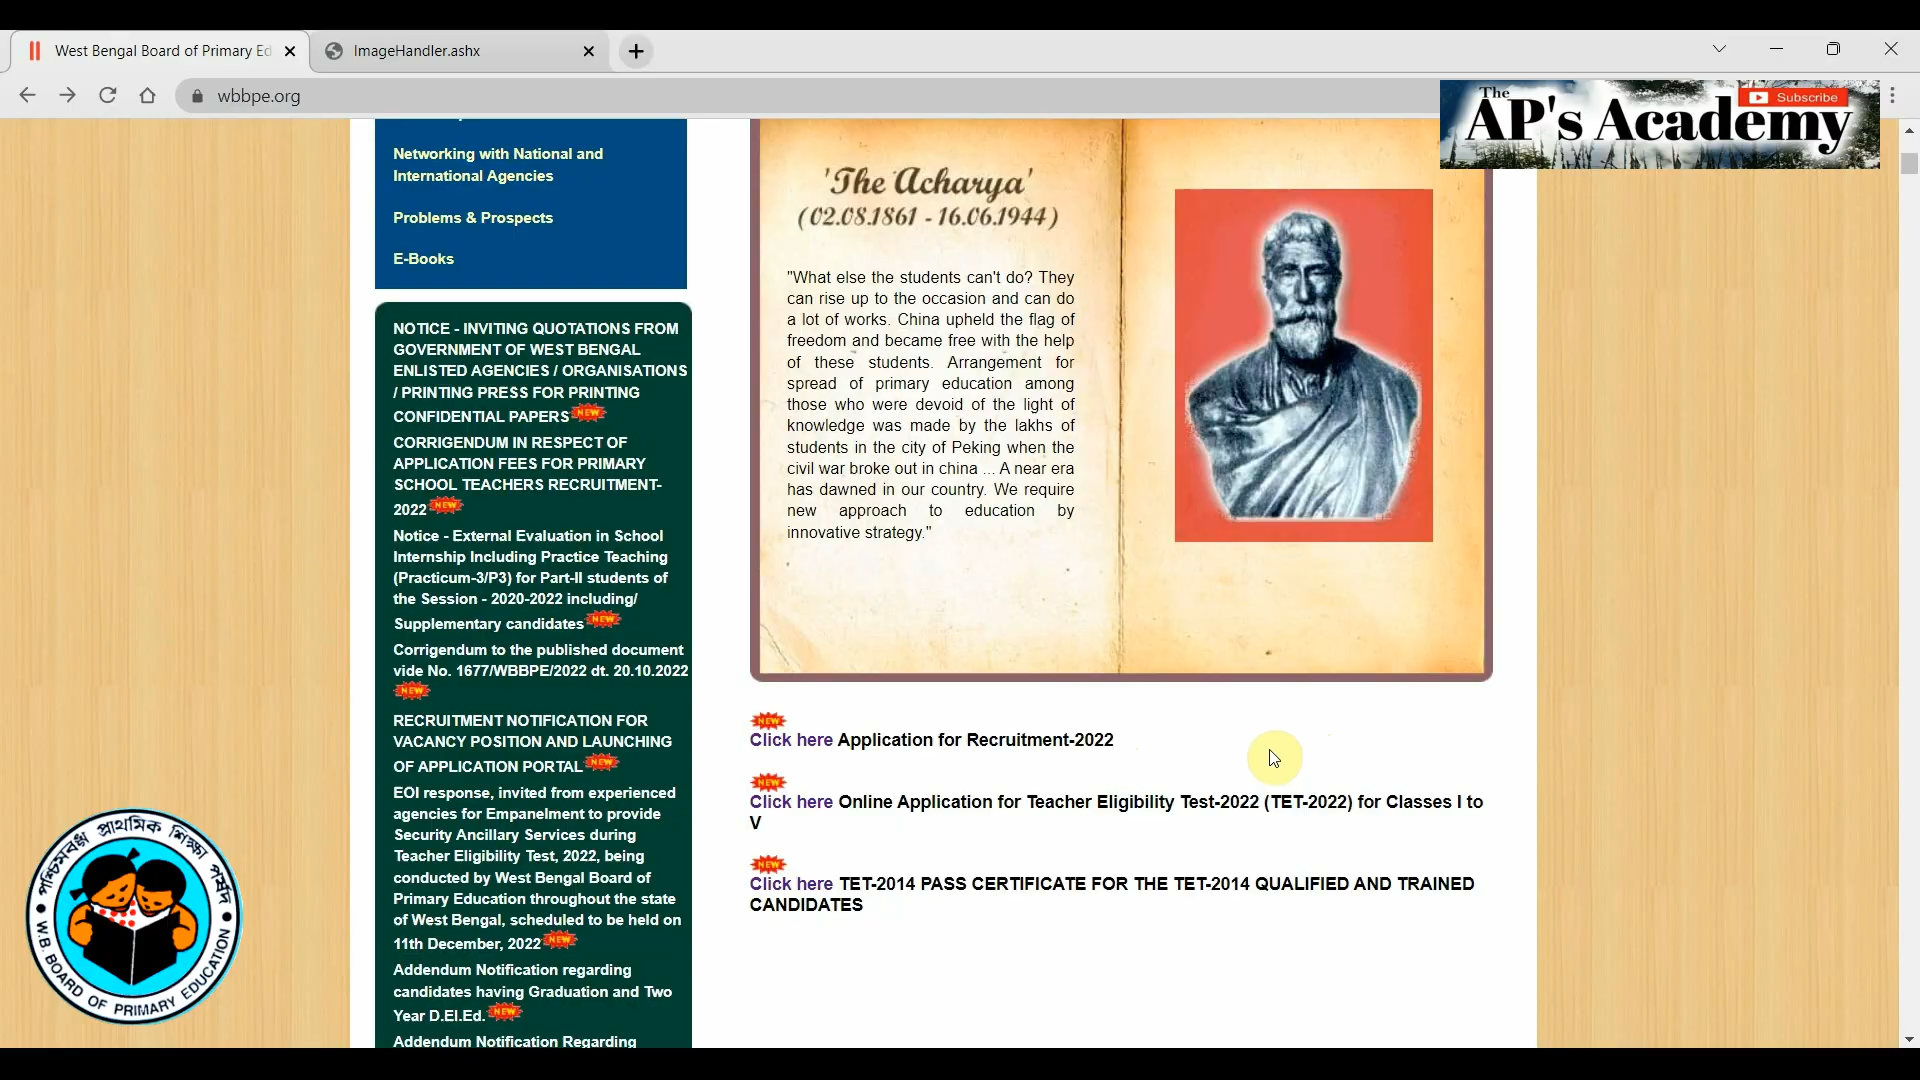 West Bengal Board of Primary Ed
ImageHandler.ashx
wbbpe.org
The
AP's Academy
Subscribe
Networking with National and
International Agencies
Problems & Prospects
E-Books
NOTICE - INVITING QUOTATIONS FROM
GOVERNMENT OF WEST BENGAL
ENLISTED AGENCIES / ORGANISATIONS
/ PRINTING PRESS FOR PRINTING
CONFIDENTIAL PAPERS NEW
CORRIGENDUM IN RESPECT OF
APPLICATION FEES FOR PRIMARY
SCHOOL TEACHERS RECRUITMENT-
2022 NEW
Notice - External Evaluation in School
Internship Including Practice Teaching
(Practicum-3/P3) for Part-II students of
the Session - 2020-2022 including/
Supplementary candidates NEW
Corrigendum to the published document
vide No. 1677/WBBPE/2022 dt. 20.10.2022
NEW
RECRUITMENT NOTIFICATION FOR
VACANCY POSITION AND LAUNCHING
OF APPLICATION PORTAL NEW
EOI response, invited from experienced
agencies for Empanelment to provide
Security Ancillary Services during
Teacher Eligibility Test, 2022, being
conducted by West Bengal Board of
Primary Education throughout the state
of West Bengal, scheduled to be held on
11th December, 2022 NEW
Addendum Notification regarding
candidates having Graduation and Two
Year D.El.Ed. NEW
Addendum Notification Regarding
'The Acharya'
(02.08.1861 - 16.06.1944)
"What else the students can't do? They
can rise up to the occasion and can do
a lot of works. China upheld the flag of
freedom and became free with the help
of these students. Arrangement for
spread of primary education among
those who were devoid of the light of
knowledge was made by the lakhs of
students in the city of Peking when the
civil war broke out in china ... A near era
has dawned in our country. We require
new approach to education by
innovative strategy."
NEW
Click here Application for Recruitment-2022
NEW
Click here Online Application for Teacher Eligibility Test-2022 (TET-2022) for Classes I to
V
NEW
Click here TET-2014 PASS CERTIFICATE FOR THE TET-2014 QUALIFIED AND TRAINED
CANDIDATES
পশ্চিমবঙ্গ প্রাথমিক শিক্ষা পর্ষদ
W.B. BOARD OF PRIMARY EDUCATION